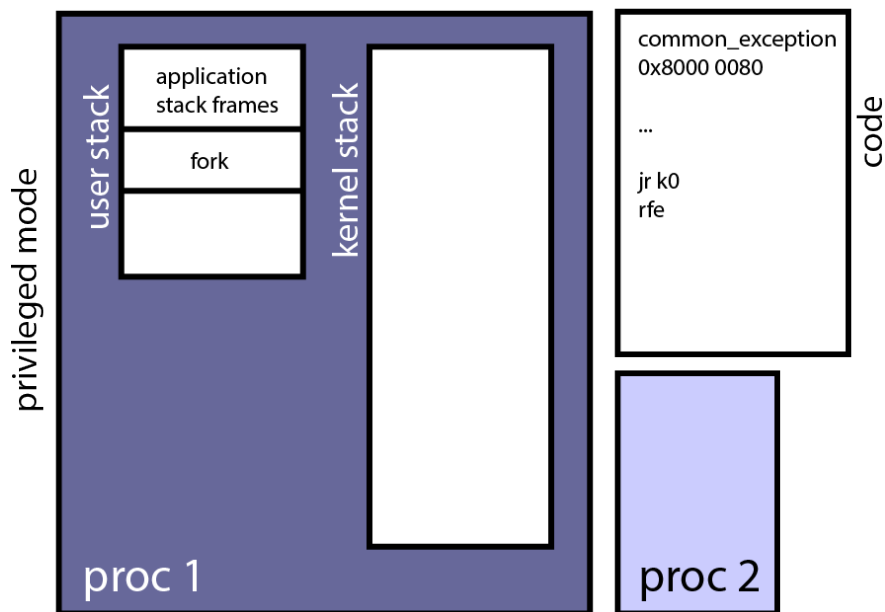 privileged mode
user stack
application
stack frames
fork
kernel stack
proc 1
common_exception
0x8000 0080
...
jr k0
rfe
code
proc 2